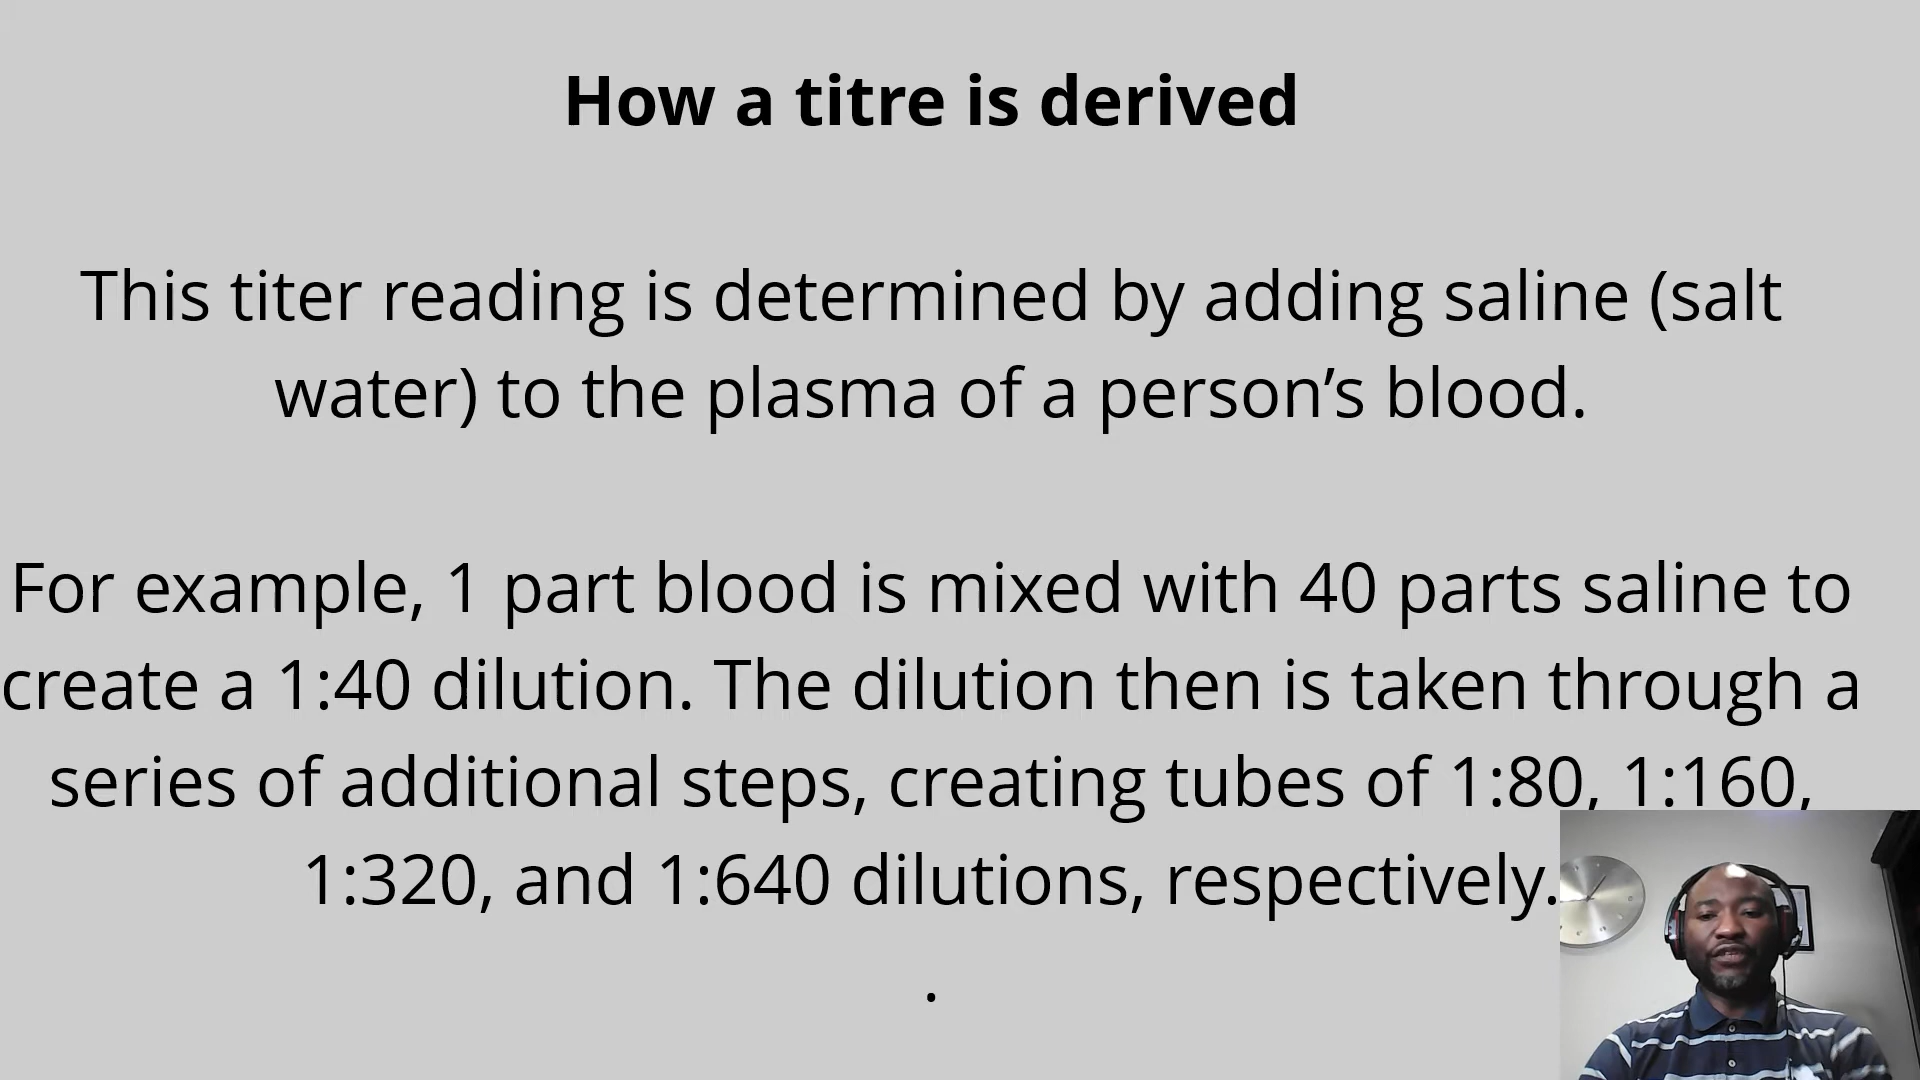 How a titre is derived
This titer reading is determined by adding saline (salt
water) to the plasma of a person’s blood.
For example, 1 part blood is mixed with 40 parts saline to
create a 1:40 dilution. The dilution then is taken through a
series of additional steps, creating tubes of 1:80, 1:160,
1:320, and 1:640 dilutions, respectively.
.